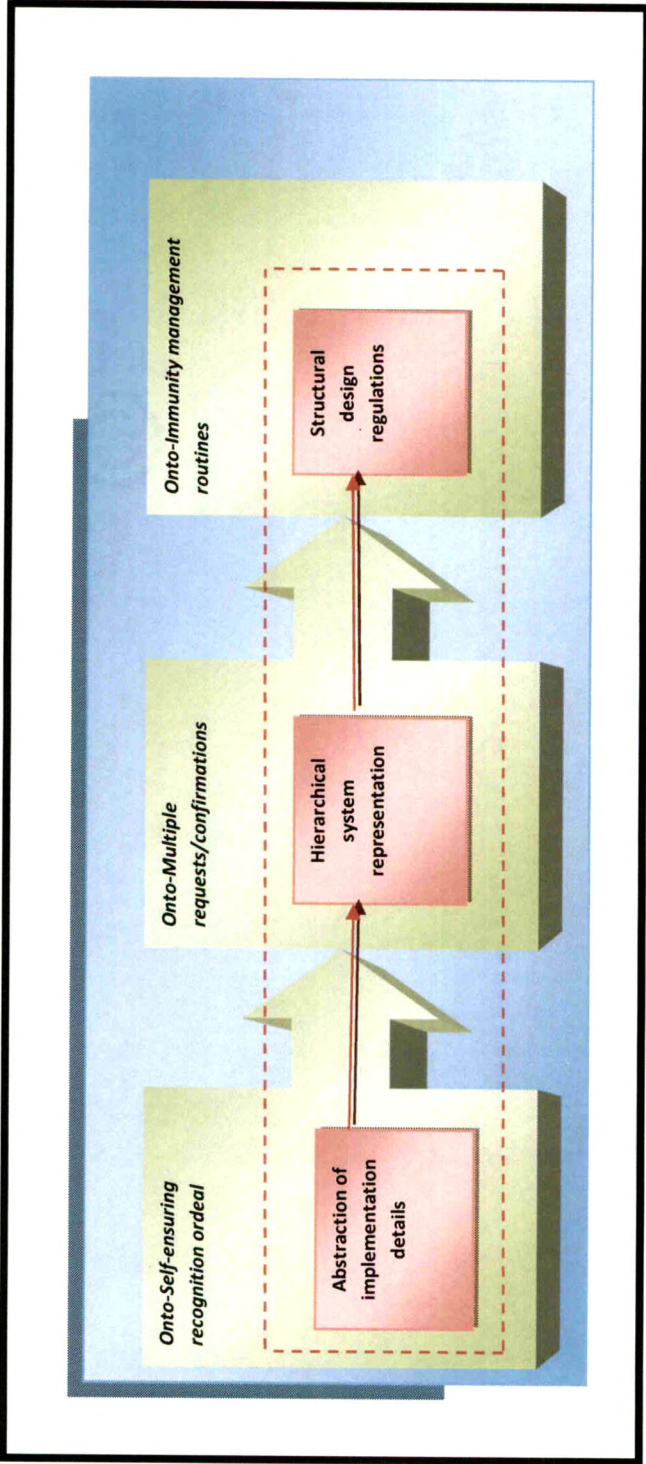 Onto-Self-ensuring
recognition ordeal
Abstraction of
implementation
details
Onto-Multiple
requests/confirmations
Hierarchical
system
representation
Onto-Immunity management
routines
Structural
design
regulations